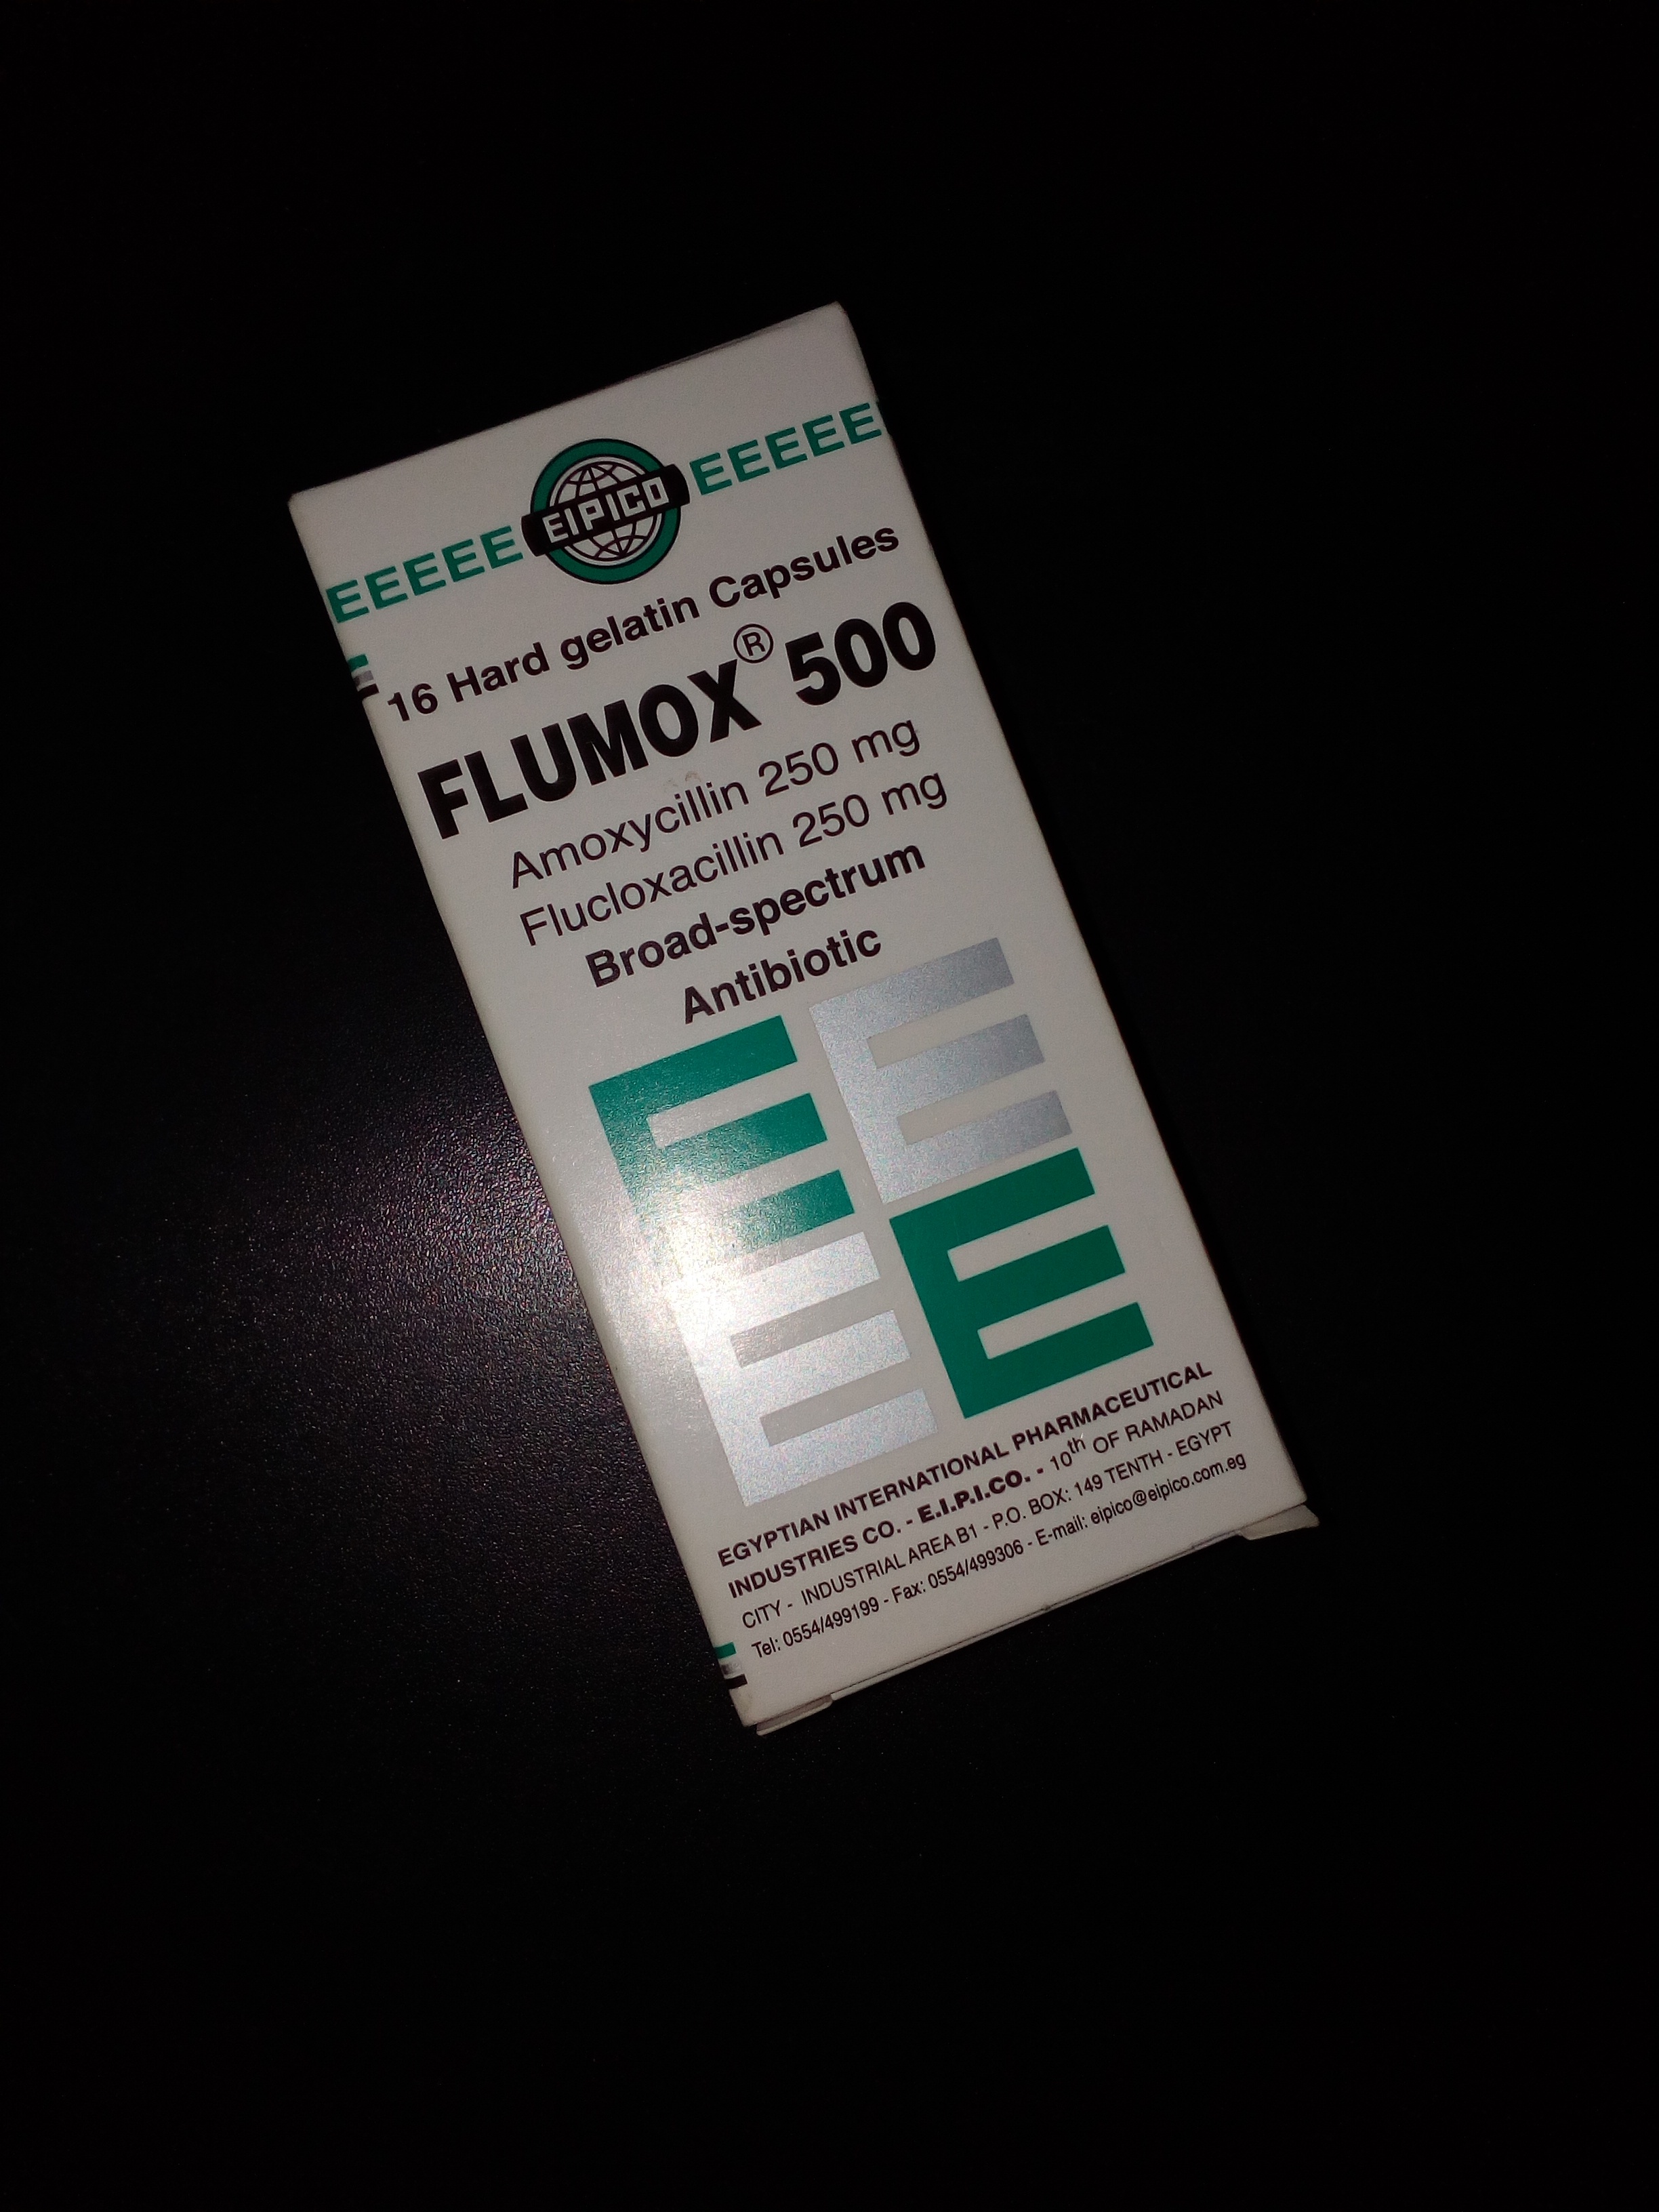 EEEEE EIPICO EEEEE
16 Hard gelatin Capsules
FLUMOX® 500
Amoxycillin 250 mg
Flucloxacillin 250 mg
Broad-spectrum
Antibiotic
E E
E E
EGYPTIAN INTERNATIONAL PHARMACEUTICAL
INDUSTRIES CO. - E.I.P.I.CO. - 10th OF RAMADAN
CITY - INDUSTRIAL AREA B1 - P.O. BOX: 149 TENTH - EGYPT
Tel: 0554/499199 - Fax: 0554/499306 - E-mail: eipico@eipico.com.eg